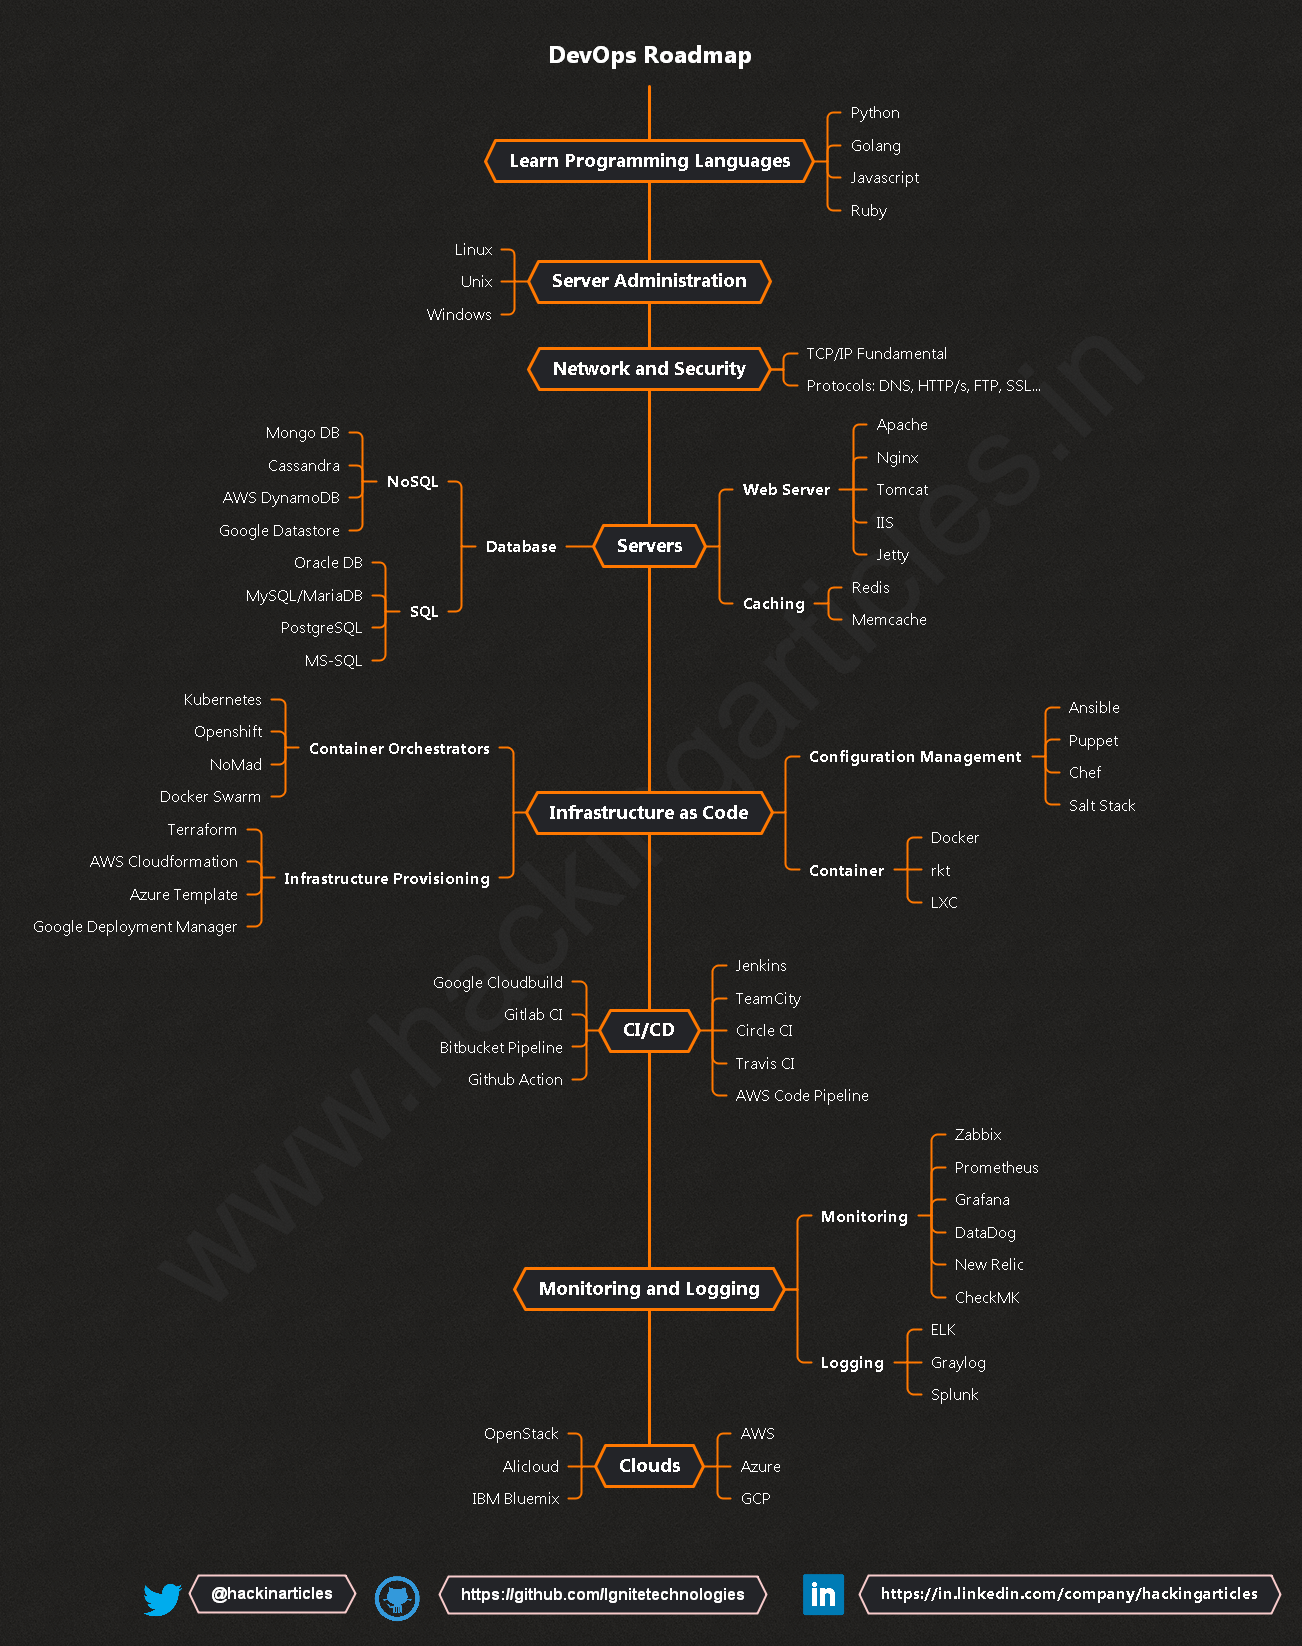 DevOps Roadmap
Learn Programming Languages
Python
Golang
Javascript
Ruby
Server Administration
Linux
Unix
Windows
Network and Security
TCP/IP Fundamental
Protocols: DNS, HTTP/s, FTP, SSL...
Servers
Database
NoSQL
Mongo DB
Cassandra
AWS DynamoDB
Google Datastore
SQL
Oracle DB
MySQL/MariaDB
PostgreSQL
MS-SQL
Web Server
Apache
Nginx
Tomcat
IIS
Jetty
Caching
Redis
Memcache
Infrastructure as Code
Container Orchestrators
Kubernetes
Openshift
NoMad
Docker Swarm
Infrastructure Provisioning
Terraform
AWS Cloudformation
Azure Template
Google Deployment Manager
Configuration Management
Ansible
Puppet
Chef
Salt Stack
Container
Docker
rkt
LXC
CI/CD
Google Cloudbuild
Gitlab CI
Bitbucket Pipeline
Github Action
Jenkins
TeamCity
Circle CI
Travis CI
AWS Code Pipeline
Monitoring and Logging
Monitoring
Zabbix
Prometheus
Grafana
DataDog
New Relic
CheckMK
Logging
ELK
Graylog
Splunk
Clouds
OpenStack
Alicloud
IBM Bluemix
AWS
Azure
GCP
www.hackingarticles.in
@hackinarticles
https://github.com/Ignitetechnologies
in
https://in.linkedin.com/company/hackingarticles